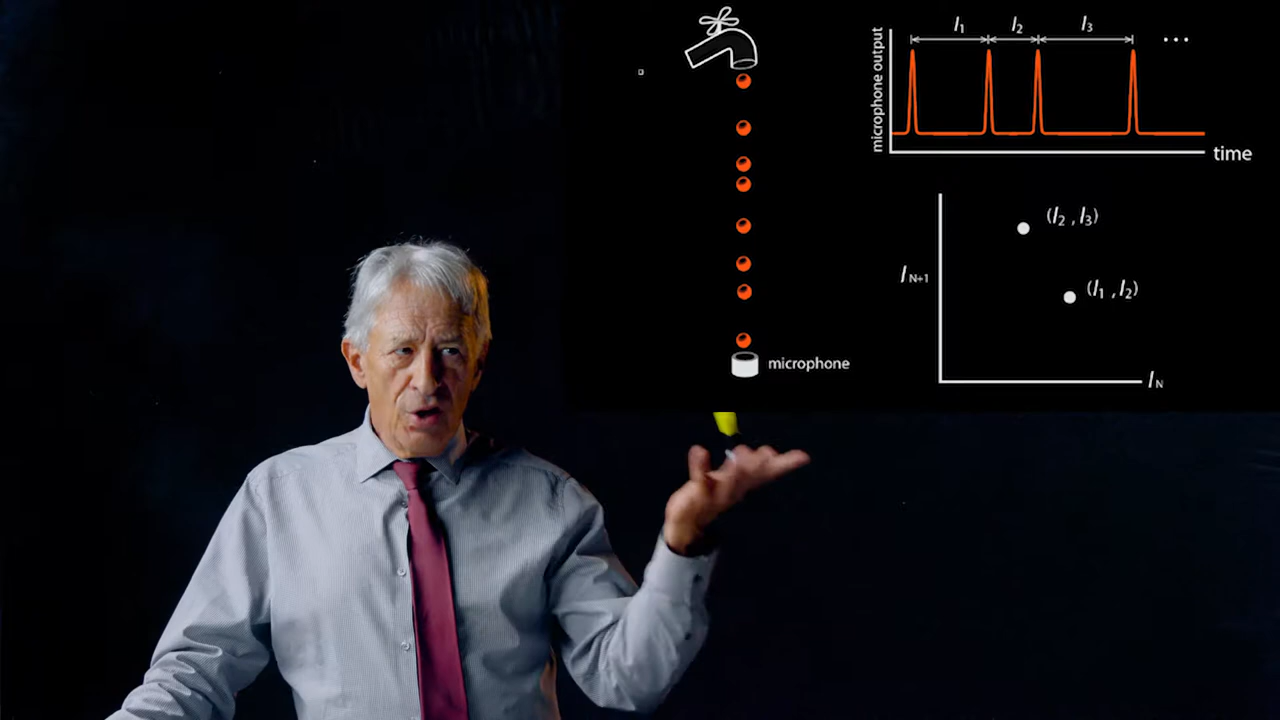 I1 I2 I3 ...
microphone output
time
(I2 , I3)
IN+1
(I1 , I2)
microphone
IN